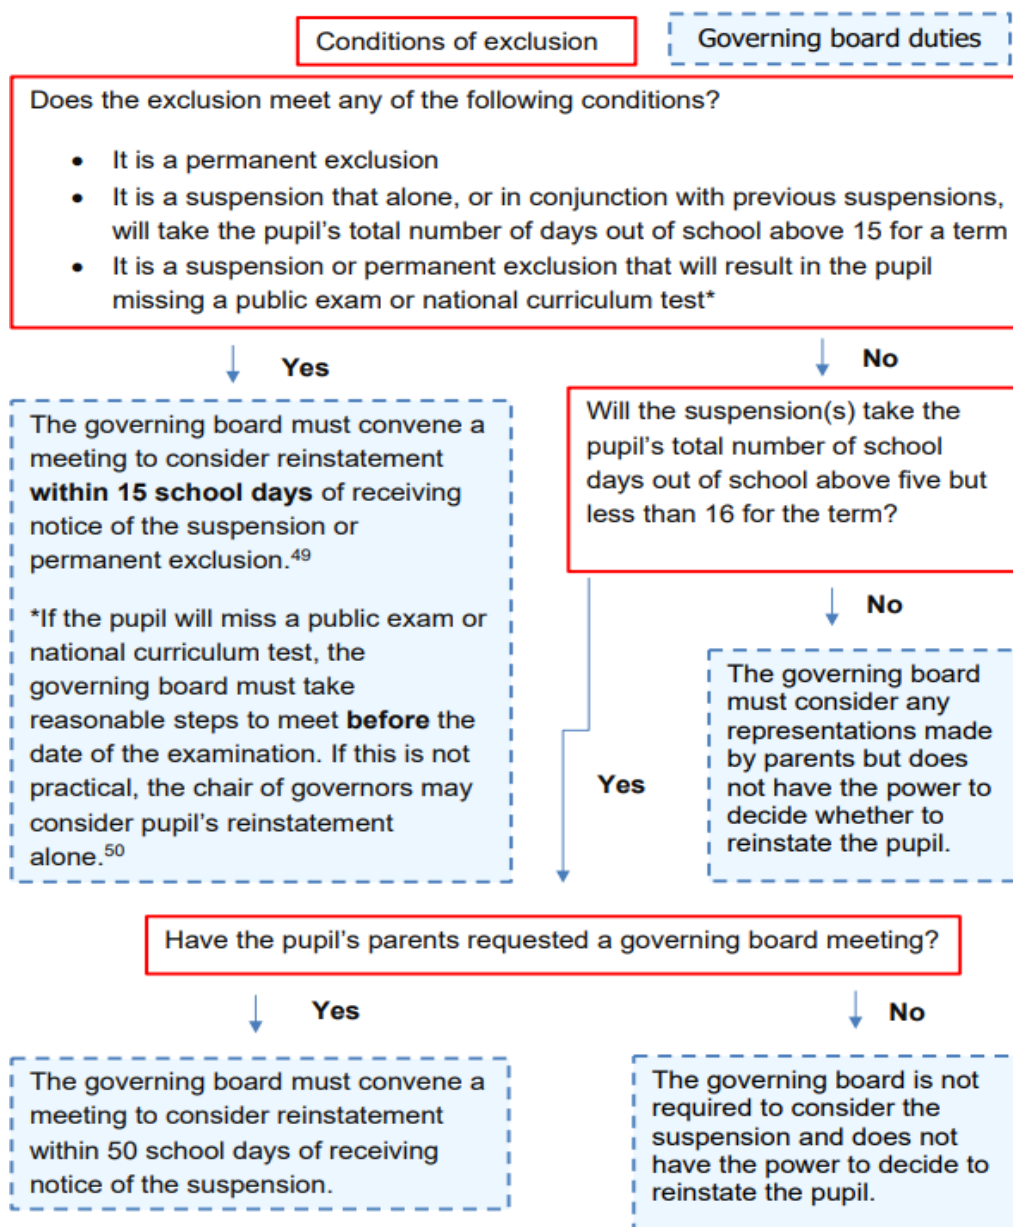 Conditions of exclusion
Governing board duties
Does the exclusion meet any of the following conditions?
• It is a permanent exclusion
• It is a suspension that alone, or in conjunction with previous suspensions,
will take the pupil's total number of days out of school above 15 for a term
• It is a suspension or permanent exclusion that will result in the pupil
missing a public exam or national curriculum test*
Yes
No
The governing board must convene a
meeting to consider reinstatement
within 15 school days of receiving
notice of the suspension or
permanent exclusion.49
*If the pupil will miss a public exam or
national curriculum test, the
governing board must take
reasonable steps to meet before the
date of the examination. If this is not
practical, the chair of governors may
consider pupil's reinstatement
alone.50
Will the suspension(s) take the
pupil's total number of school
days out of school above five but
less than 16 for the term?
No
The governing board
must consider any
representations made
by parents but does
not have the power to
decide whether to
reinstate the pupil.
Yes
Have the pupil's parents requested a governing board meeting?
Yes
No
The governing board must convene a
meeting to consider reinstatement
within 50 school days of receiving
notice of the suspension.
The governing board is not
required to consider the
suspension and does not
have the power to decide to
reinstate the pupil.